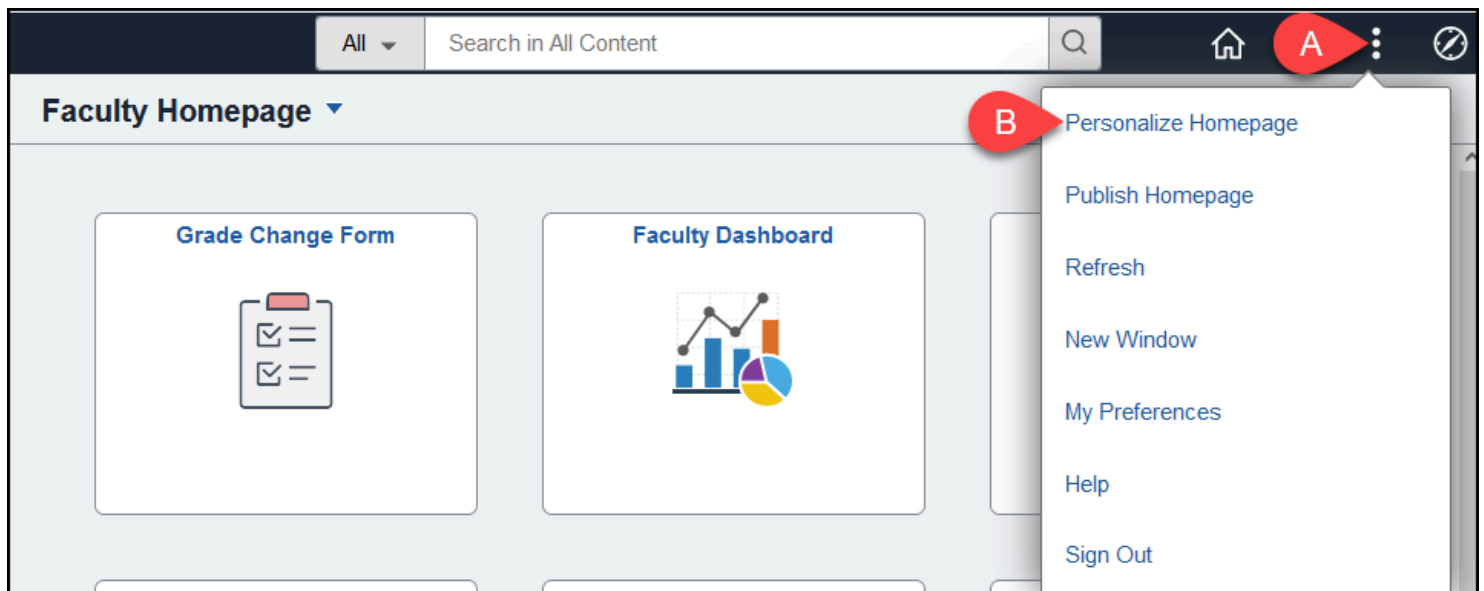 All
Search in All Content
A
Faculty Homepage
B
Personalize Homepage
Publish Homepage
Grade Change Form
Faculty Dashboard
Refresh
New Window
My Preferences
Help
Sign Out